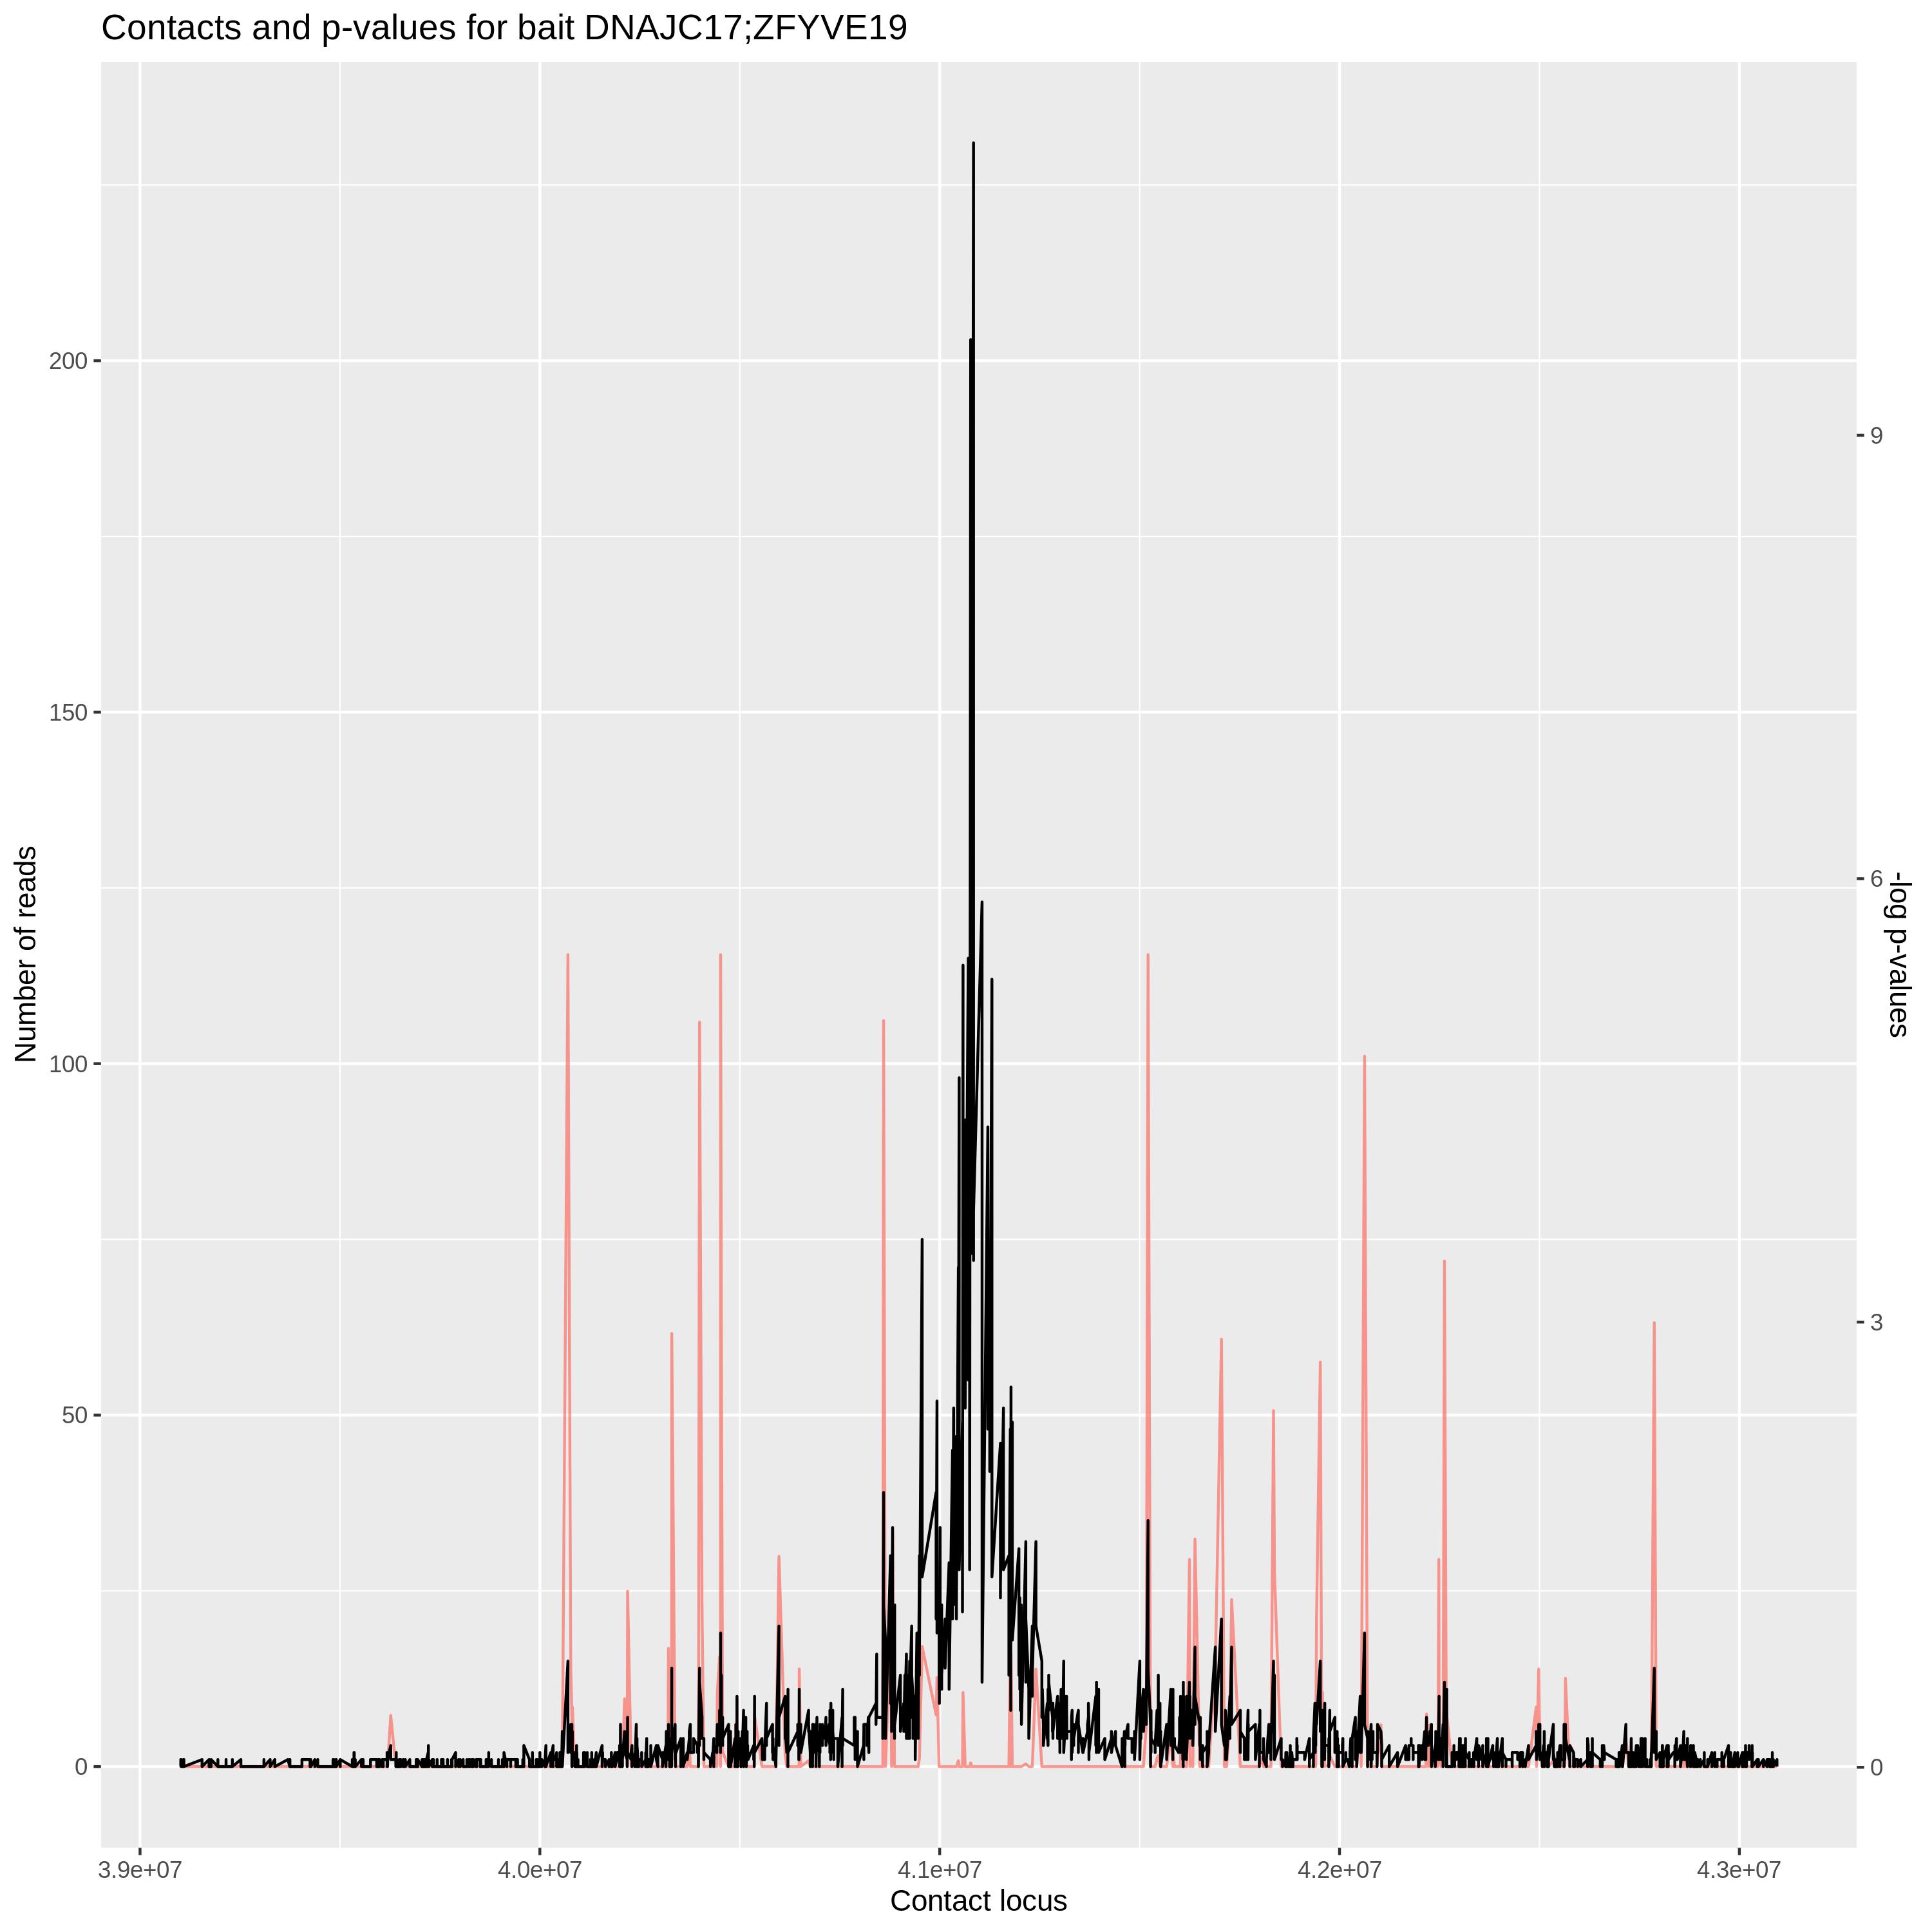 Contacts and p-values for bait DNAJC17;ZFYVE19
Number of reads
200
150
100
50
0
9
6
3
0
-log p-values
3.9e+07 4.0e+07 4.1e+07 4.2e+07 4.3e+07
Contact locus